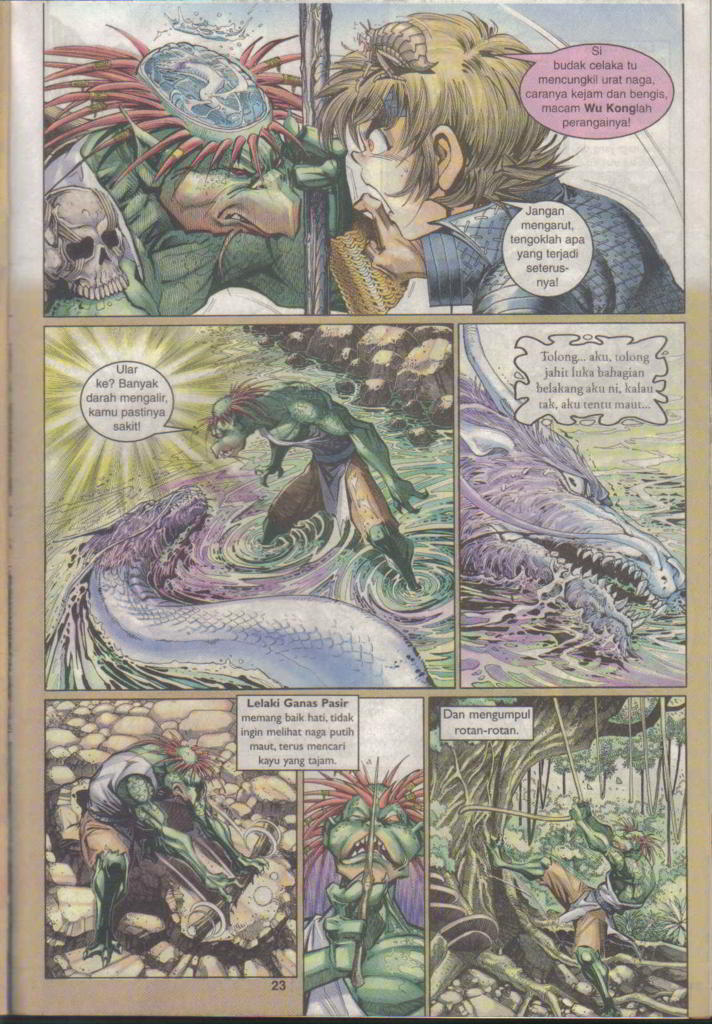 Si
budak celaka tu
mencungkil urat naga,
caranya kejam dan bengis,
macam Wu Konglah
perangainya!
Jangan
mengarut,
tengoklah apa
yang terjadi
seterus-
nya!
Ular
ke? Banyak
darah mengalir,
kamu pastinya
sakit!
Tolong... aku, tolong
jahit luka bahagian
belakang aku ni, kalau
tak, aku tentu maut...
Lelaki Ganas Pasir
memang baik hati, tidak
ingin melihat naga putih
maut, terus mencari
kayu yang tajam.
Dan mengumpul
rotan-rotan.
23